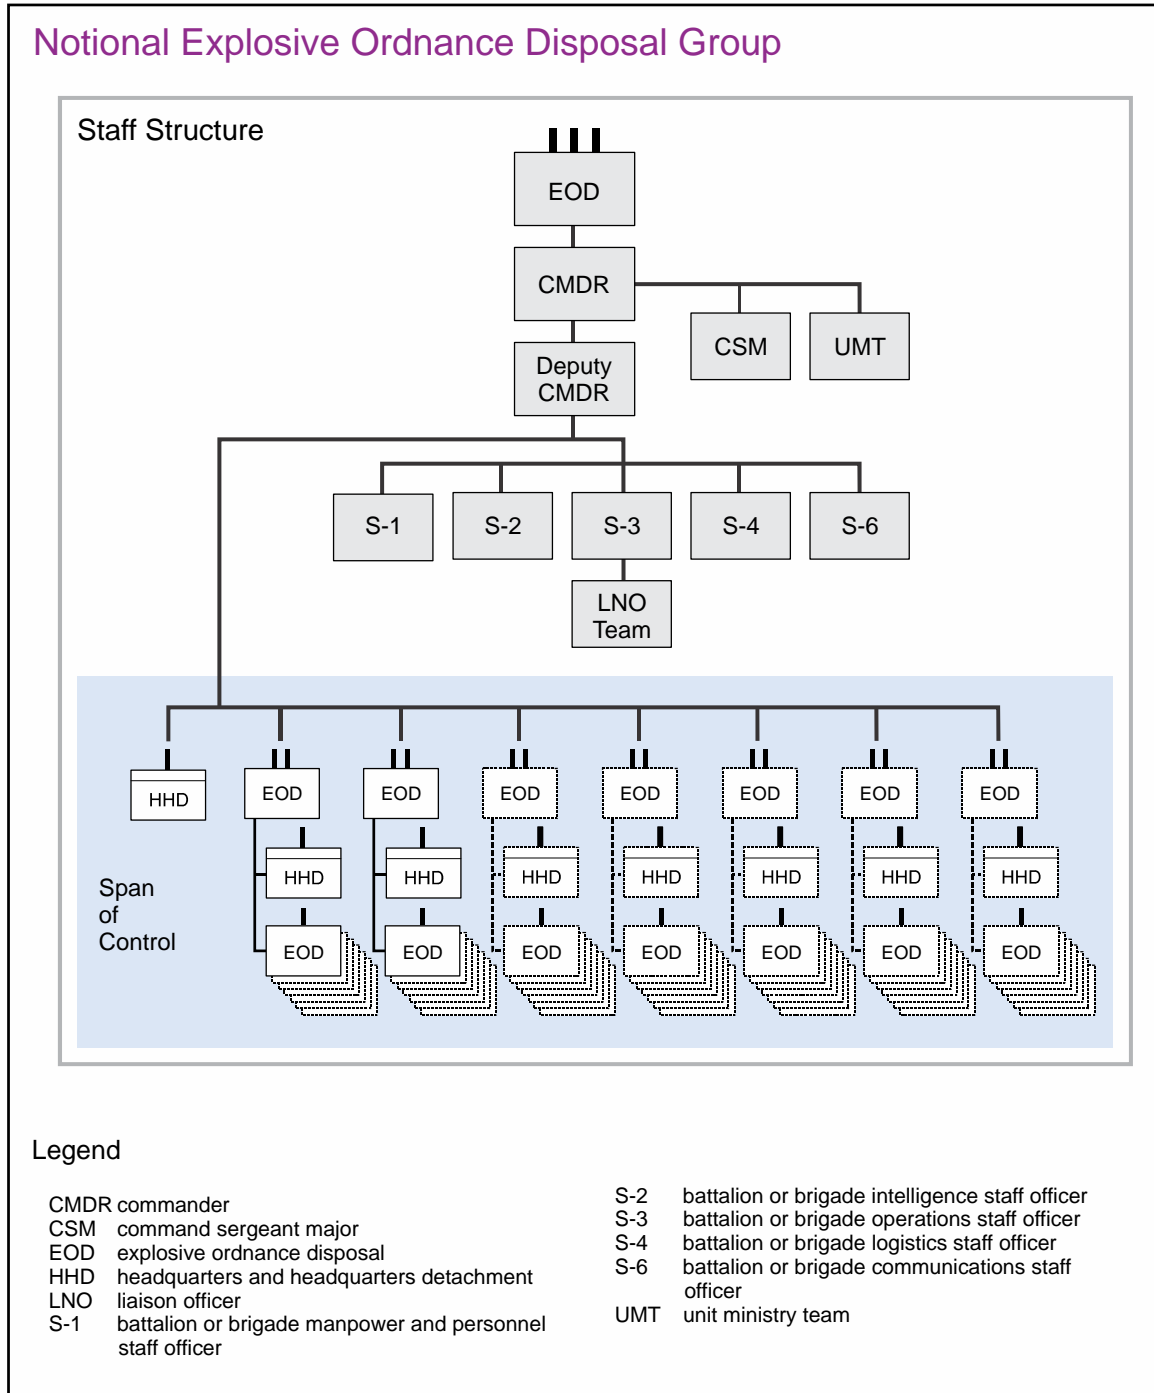 Notional Explosive Ordnance Disposal Group
Staff Structure
EOD
CMDR
CSM
UMT
Deputy
CMDR
S-1
S-2
S-3
S-4
S-6
LNO
Team
HHD
EOD
EOD
EOD
EOD
EOD
EOD
EOD
HHD
HHD
HHD
HHD
HHD
HHD
HHD
Span
of
Control
EOD
EOD
EOD
EOD
EOD
EOD
EOD
Legend
CMDR commander
CSM command sergeant major
EOD explosive ordnance disposal
HHD headquarters and headquarters detachment
LNO liaison officer
S-1 battalion or brigade manpower and personnel
staff officer
S-2 battalion or brigade intelligence staff officer
S-3 battalion or brigade operations staff officer
S-4 battalion or brigade logistics staff officer
S-6 battalion or brigade communications staff
officer
UMT unit ministry team